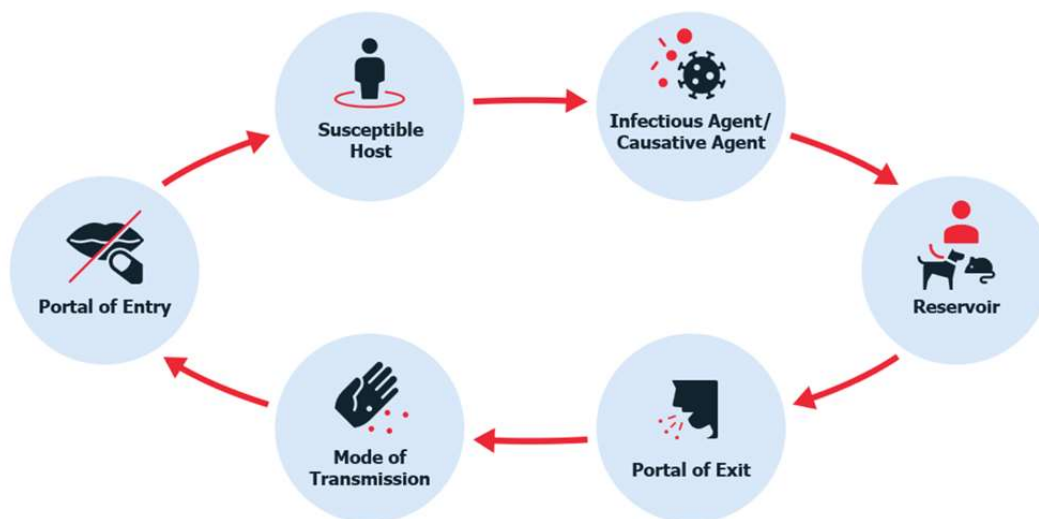 Susceptible
Host
Infectious Agent/
Causative Agent
Portal of Entry
Reservoir
Mode of
Transmission
Portal of Exit